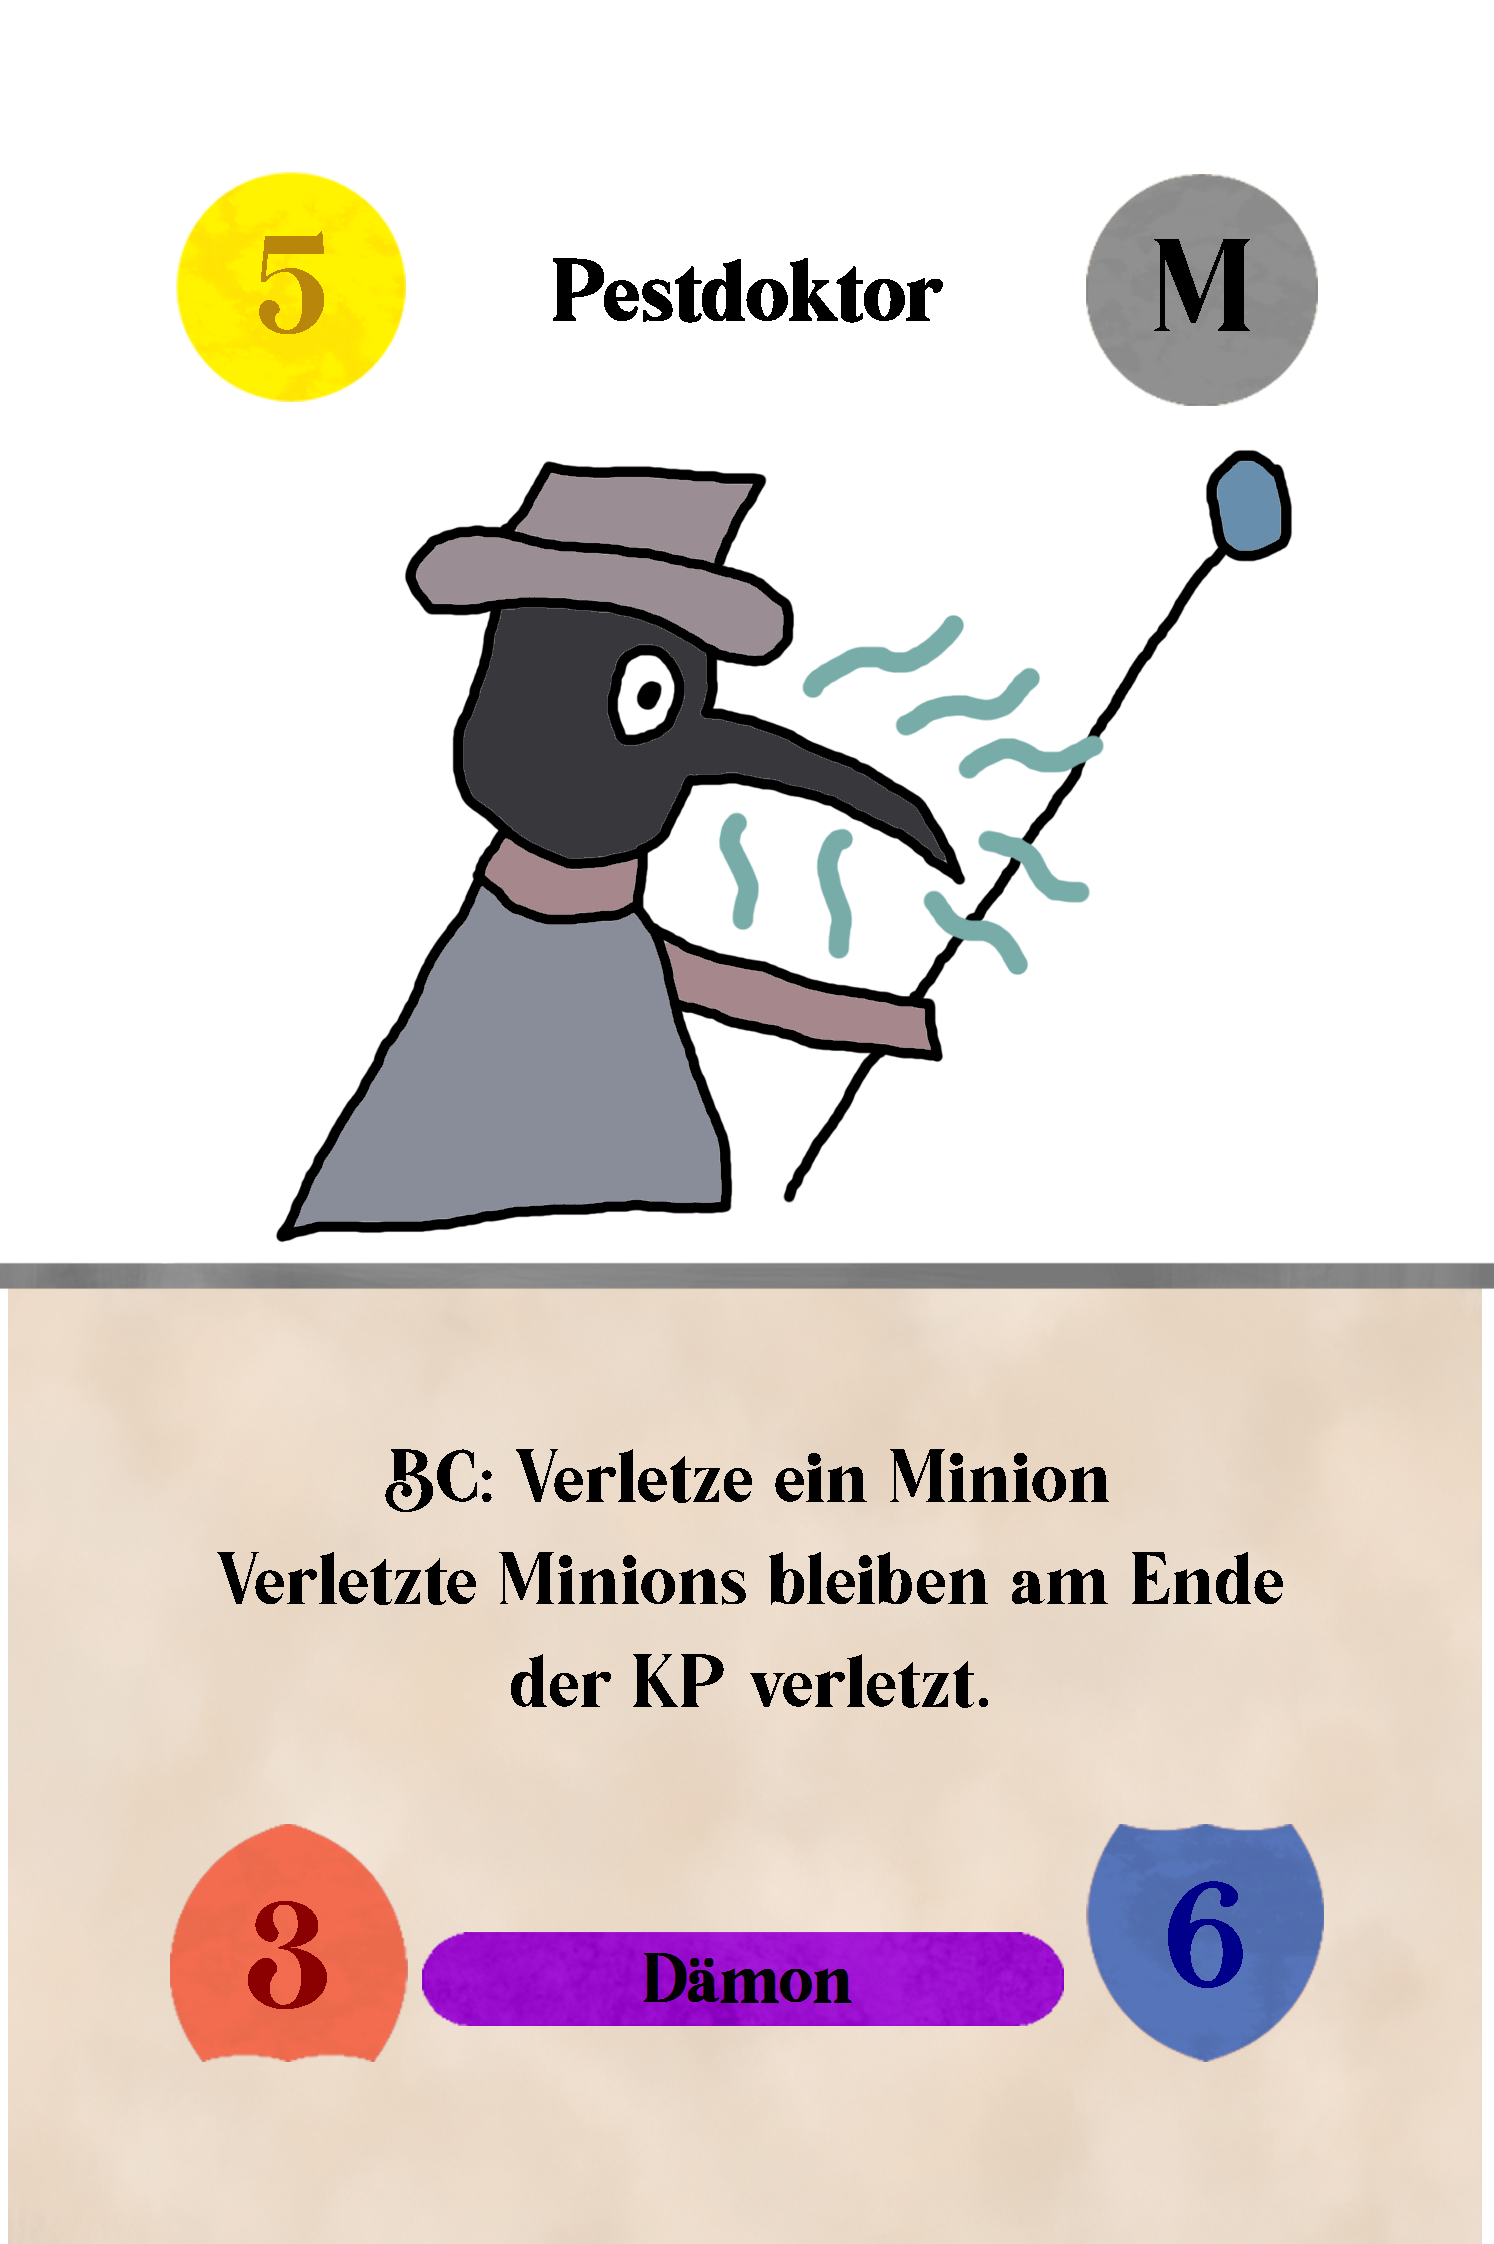 5
Pestdoktor
M
BC: Verletze ein Minion
Verletzte Minions bleiben am Ende
der KP verletzt.
3
Dämon
6